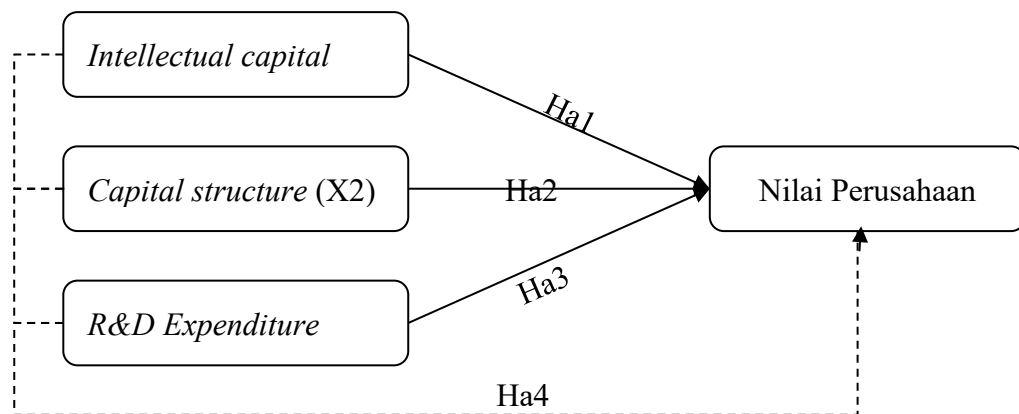 Intellectual capital
Ha1
Capital structure (X2)
Ha2
Nilai Perusahaan
Ha3
R&D Expenditure
Ha4